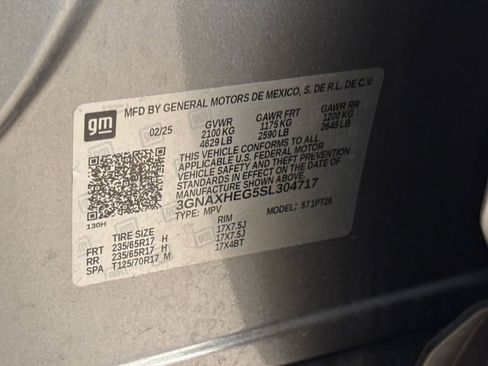 gm
MFD BY GENERAL MOTORS DE MEXICO, S. DE R.L. DE C.V.
02/25 GVWR GAWR FRT GAWR RR
2100 KG 1175 KG 1200 KG
4629 LB 2590 LB 2645 LB
THIS VEHICLE CONFORMS TO ALL
APPLICABLE U.S. FEDERAL MOTOR
VEHICLE SAFETY AND THEFT PREVENTION
STANDARDS IN EFFECT ON THE DATE OF
MANUFACTURE SHOWN ABOVE.
3GNAXHEG5SL304717
130H TYPE: MPV MODEL: 1PT26
TIRE SIZE RIM
FRT 235/65R17 H 17X7.5J
RR 235/65R17 H 17X7.5J
SPA T125/70R17 M 17X4BT